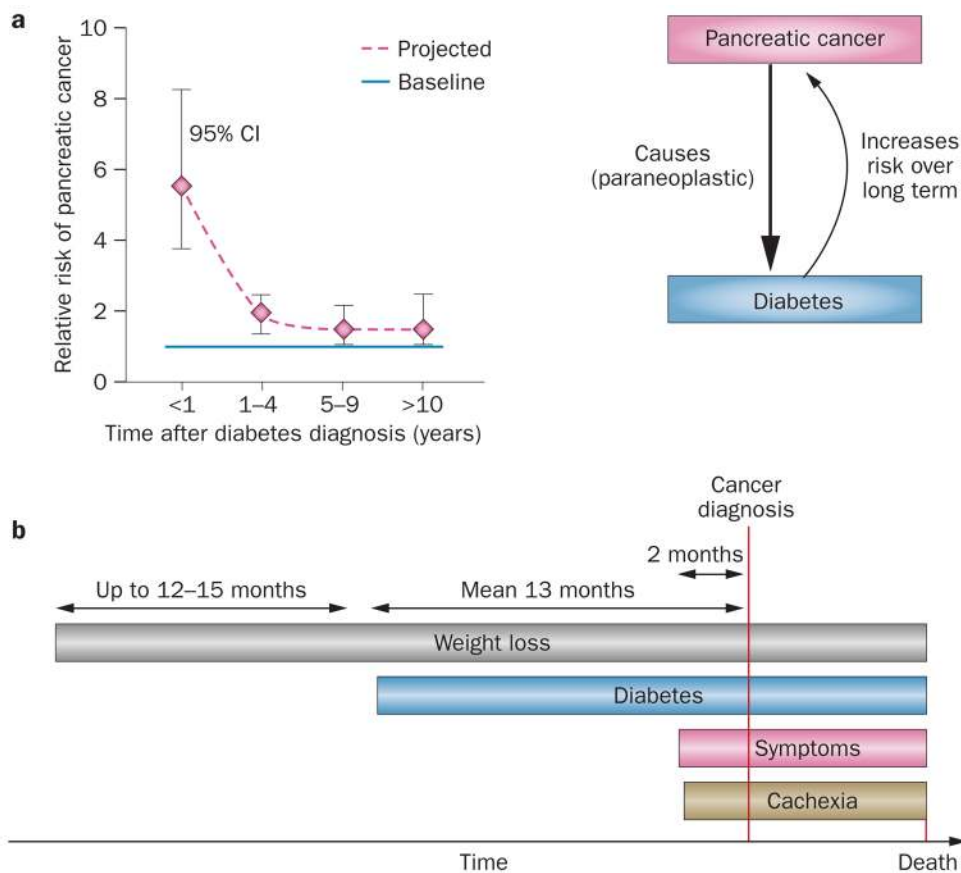 a
10
8
6
4
2
0
Relative risk of pancreatic cancer
Projected
Baseline
95% CI
<1
1–4
5–9
>10
Time after diabetes diagnosis (years)
Pancreatic cancer
Causes
(paraneoplastic)
Increases
risk over
long term
Diabetes
b
Cancer
diagnosis
2 months
Up to 12–15 months
Mean 13 months
Weight loss
Diabetes
Symptoms
Cachexia
Time
Death